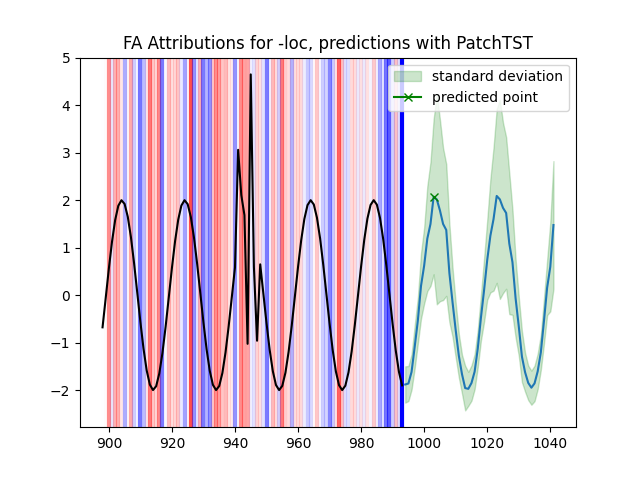 FA Attributions for -loc, predictions with PatchTST
standard deviation
predicted point
5
4
3
2
1
0
−1
−2
900 920 940 960 980 1000 1020 1040